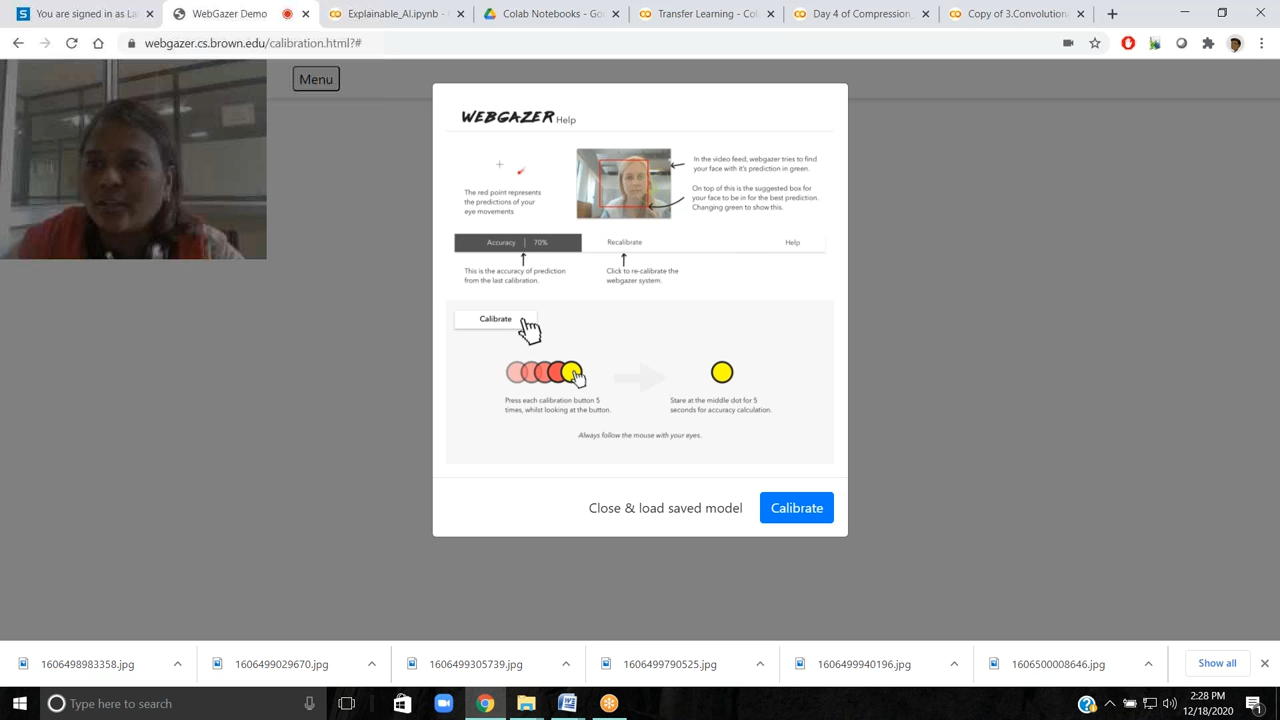 You are signed in as you in Lat
WebGazer Demo
Explainable_AI.ipynb - C
Colab Notebooks - Goo
Transfer Learning - Col
Day 4 of Compression_
Copy of 3.Convolution
webgazer.cs.brown.edu/calibration.html?#
Menu
WEBGAZER Help
The red point represents
the predictions of your
eye movements
In the video feed, webgazer tries to find
your face with it's prediction in green.
On top of this is the suggested box for
your face to be in for the best prediction.
Changing green to show this.
Accuracy | 70%
Recalibrate
Help
This is the accuracy of prediction
from the last calibration.
Click to re-calibrate the
webgazer system.
Calibrate
Press each calibration button 5
times, whilst looking at the button.
Stare at the middle dot for 5
seconds for accuracy calculation.
Always follow the mouse with your eyes.
Close & load saved model
Calibrate
1606498983358.jpg
1606499029670.jpg
1606499305739.jpg
1606499790525.jpg
1606499940196.jpg
1606500008646.jpg
Show all
Type here to search
2:28 PM
12/18/2020